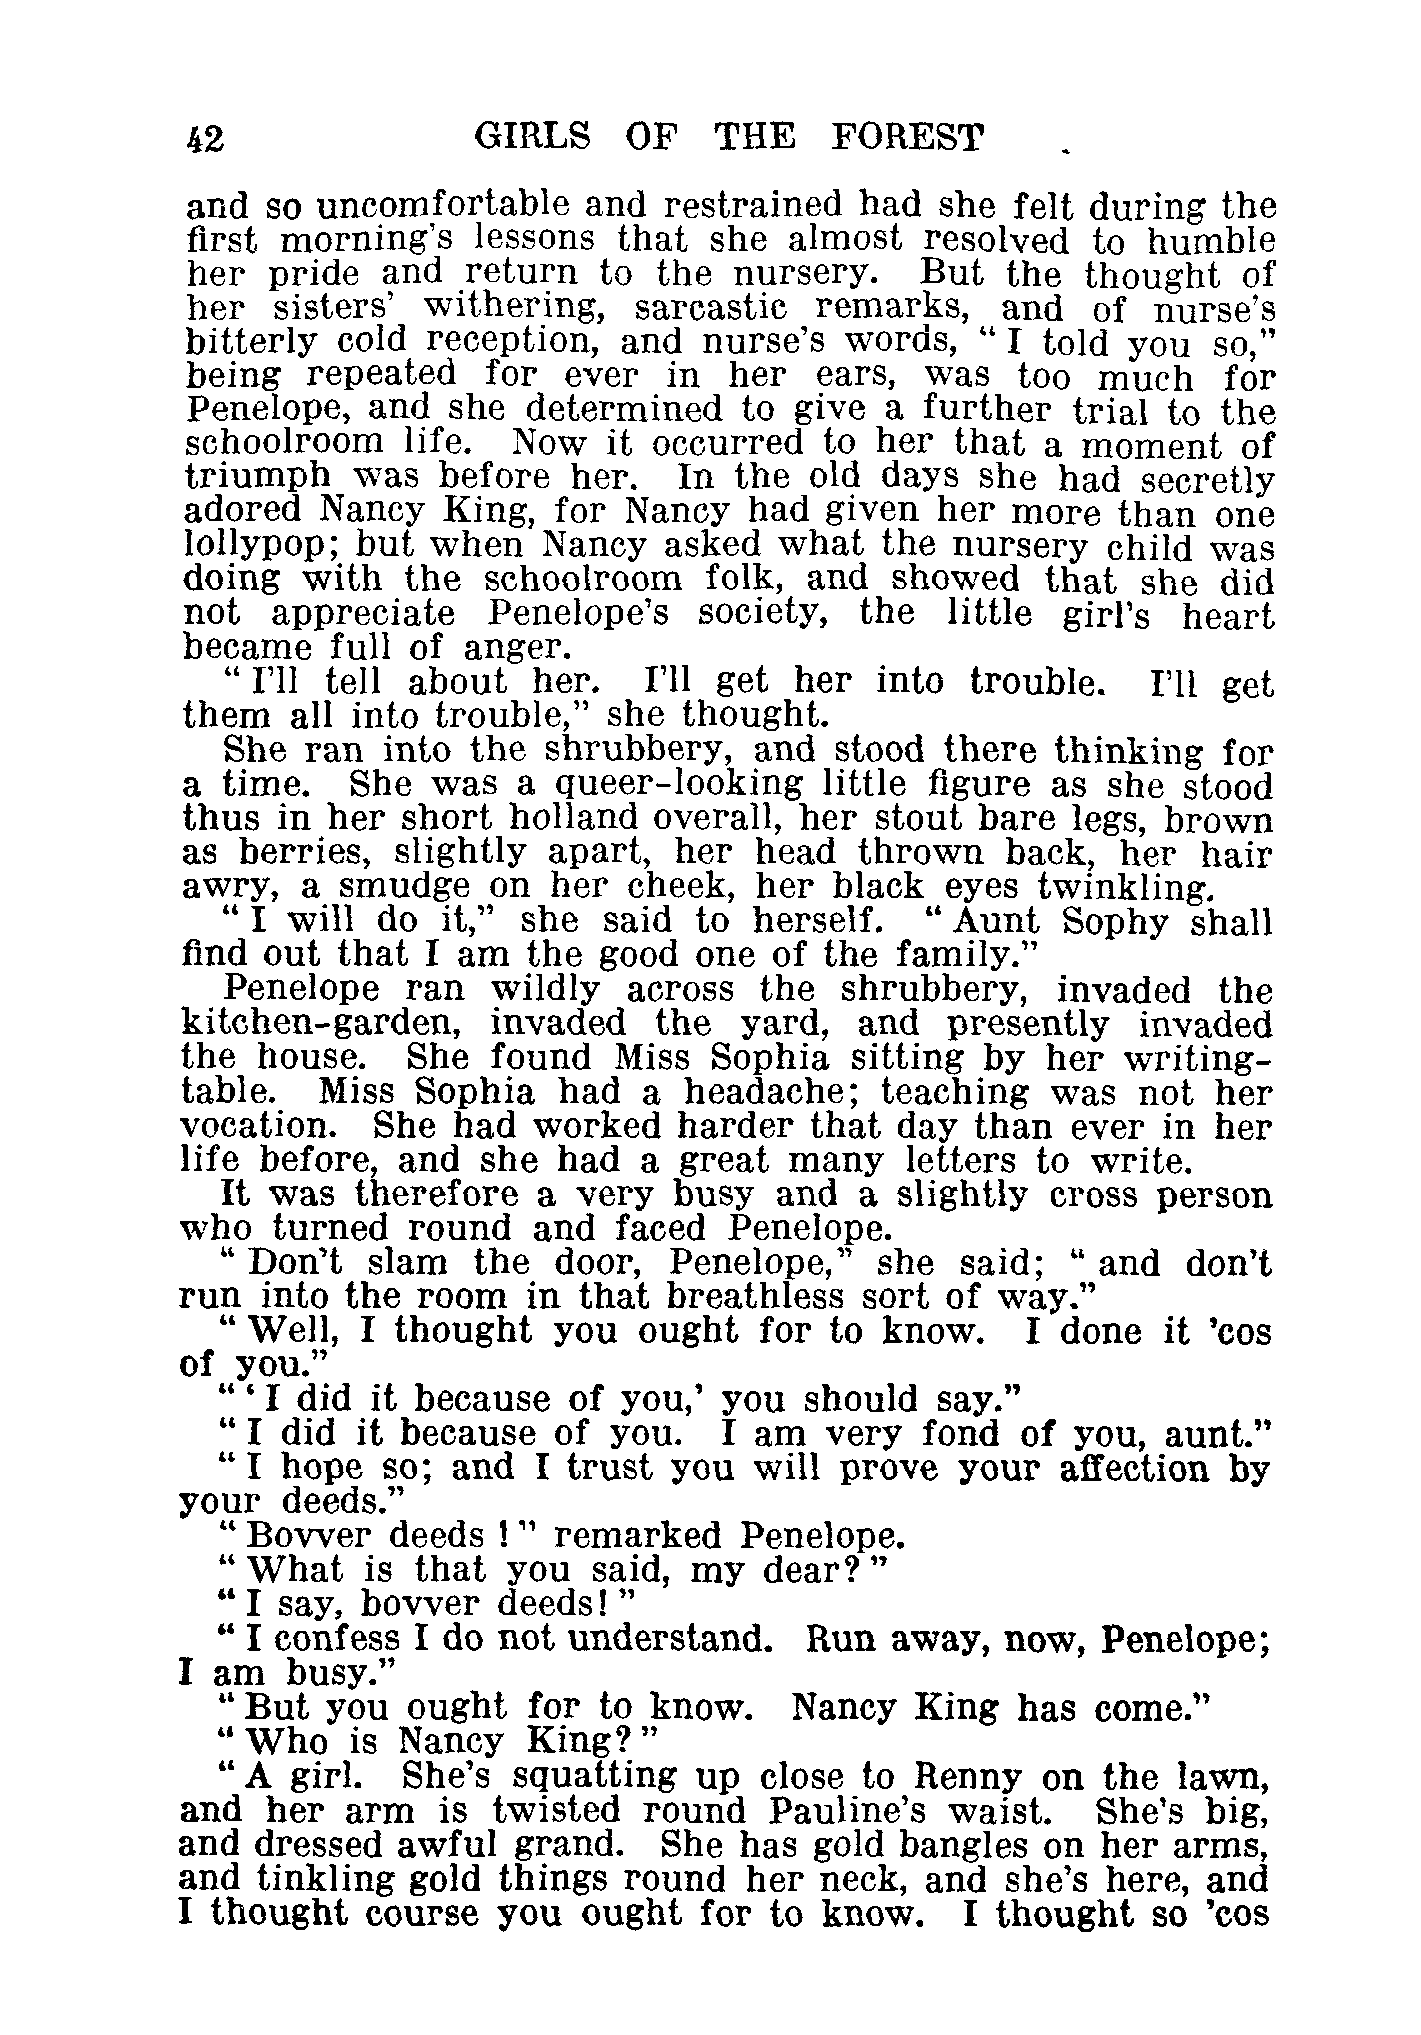 42 GIRLS OF THE FOREST
and so uncomfortable and restrained had she felt during the
first morning's lessons that she almost resolved to humble
her pride and return to the nursery. But the thought of
her sisters' withering, sarcastic remarks, and of nurse's
bitterly cold reception, and nurse's words, “I told you so,”
being repeated for ever in her ears, was too much for
Penelope, and she determined to give a further trial to the
schoolroom life. Now it occurred to her that a moment of
triumph was before her. In the old days she had secretly
adored Nancy King, for Nancy had given her more than one
lollypop; but when Nancy asked what the nursery child was
doing with the schoolroom folk, and showed that she did
not appreciate Penelope's society, the little girl's heart
became full of anger.
“I'll tell about her. I'll get her into trouble. I'll get
them all into trouble,” she thought.
She ran into the shrubbery, and stood there thinking for
a time. She was a queer-looking little figure as she stood
thus in her short holland overall, her stout bare legs, brown
as berries, slightly apart, her head thrown back, her hair
awry, a smudge on her cheek, her black eyes twinkling.
“I will do it,” she said to herself. “Aunt Sophy shall
find out that I am the good one of the family.”
Penelope ran wildly across the shrubbery, invaded the
kitchen-garden, invaded the yard, and presently invaded
the house. She found Miss Sophia sitting by her writing-
table. Miss Sophia had a headache; teaching was not her
vocation. She had worked harder that day than ever in her
life before, and she had a great many letters to write.
It was therefore a very busy and a slightly cross person
who turned round and faced Penelope.
“Don't slam the door, Penelope,” she said; “and don't
run into the room in that breathless sort of way.”
“Well, I thought you ought for to know. I done it 'cos
of you.”
“‘I did it because of you,’ you should say.”
“I did it because of you. I am very fond of you, aunt.”
“I hope so; and I trust you will prove your affection by
your deeds.”
“Bovver deeds!” remarked Penelope.
“What is that you said, my dear?”
“I say, bovver deeds!”
“I confess I do not understand. Run away, now, Penelope;
I am busy.”
“But you ought for to know. Nancy King has come.”
“Who is Nancy King?”
“A girl. She's squatting up close to Renny on the lawn,
and her arm is twisted round Pauline's waist. She's big,
and dressed awful grand. She has gold bangles on her arms,
and tinkling gold things round her neck, and she's here, and
I thought course you ought for to know. I thought so 'cos